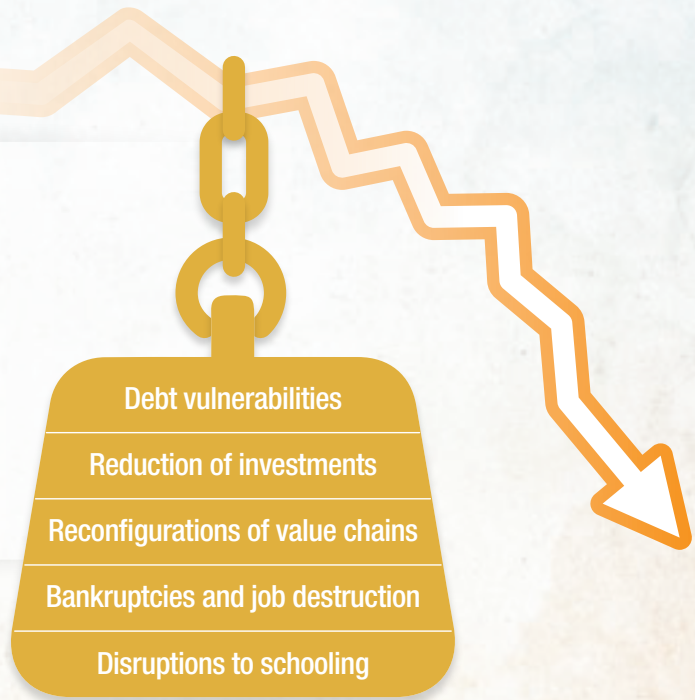 Debt vulnerabilities
Reduction of investments
Reconfigurations of value chains
Bankruptcies and job destruction
Disruptions to schooling